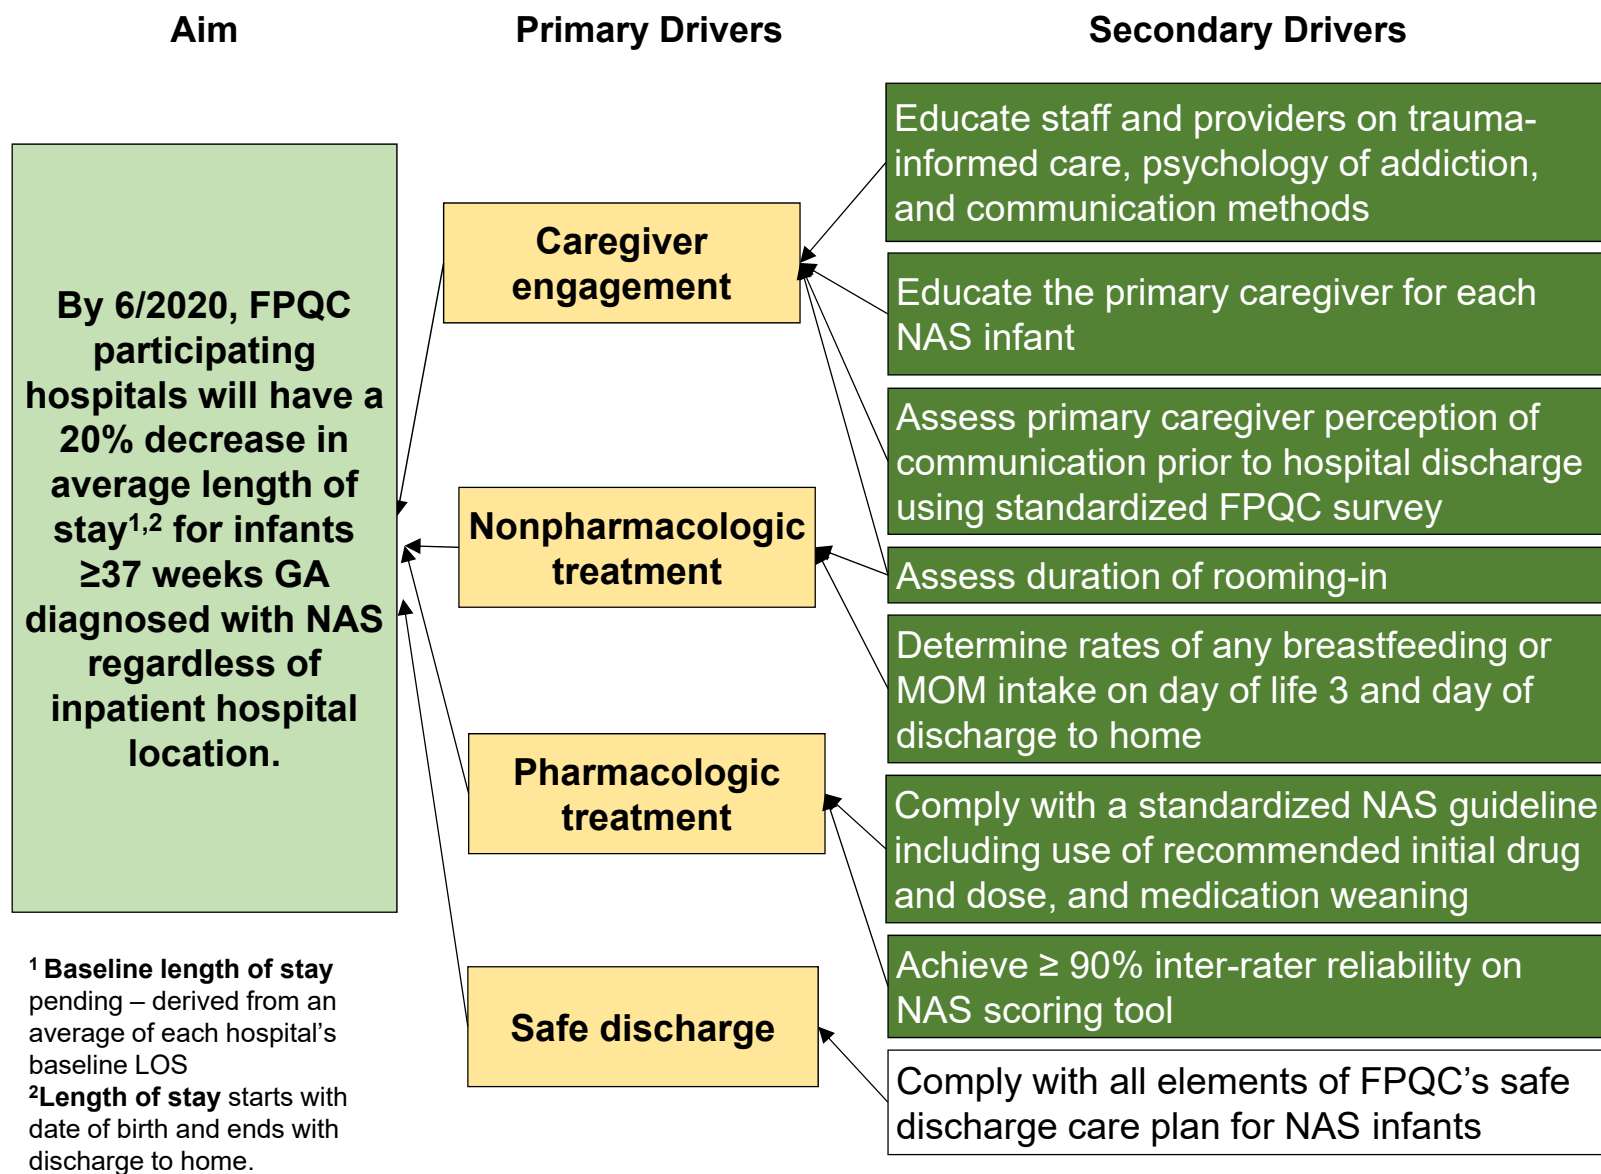 Aim
Primary Drivers
Secondary Drivers
By 6/2020, FPQC
participating
hospitals will have a
20% decrease in
average length of
stay1,2 for infants
≥37 weeks GA
diagnosed with NAS
regardless of
inpatient hospital
location.
1 Baseline length of stay
pending – derived from an
average of each hospital’s
baseline LOS
2Length of stay starts with
date of birth and ends with
discharge to home.
Caregiver
engagement
Nonpharmacologic
treatment
Pharmacologic
treatment
Safe discharge
Educate staff and providers on trauma-
informed care, psychology of addiction,
and communication methods
Educate the primary caregiver for each
NAS infant
Assess primary caregiver perception of
communication prior to hospital discharge
using standardized FPQC survey
Assess duration of rooming-in
Determine rates of any breastfeeding or
MOM intake on day of life 3 and day of
discharge to home
Comply with a standardized NAS guideline
including use of recommended initial drug
and dose, and medication weaning
Achieve ≥ 90% inter-rater reliability on
NAS scoring tool
Comply with all elements of FPQC’s safe
discharge care plan for NAS infants